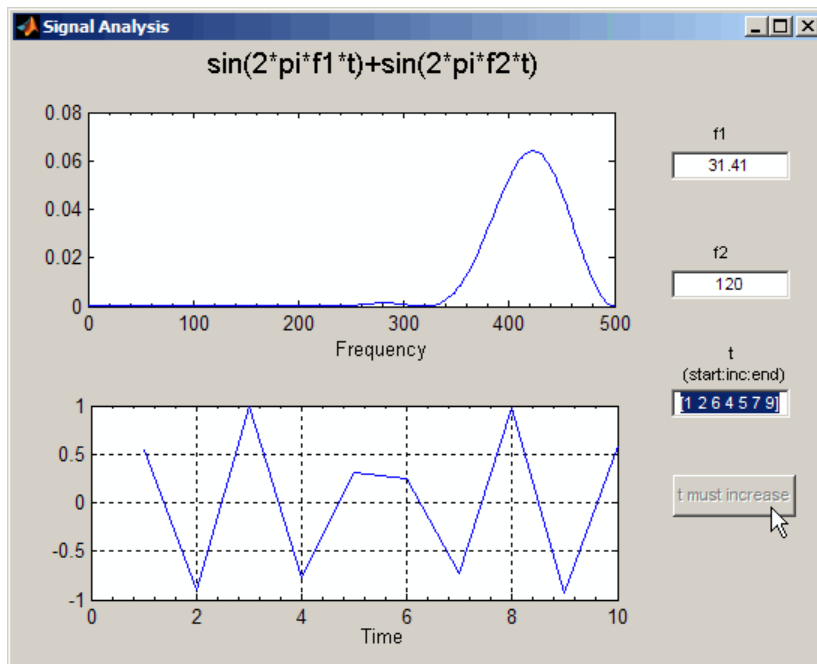 Signal Analysis
sin(2*pi*f1*t)+sin(2*pi*f2*t)
0.08
0.06
0.04
0.02
0
0 100 200 300 400 500
Frequency
f1
31.41
f2
120
t
(start:inc:end)
[1 2 6 4 5 7 9]
t must increase
1
0.5
0
-0.5
-1
0 2 4 6 8 10
Time